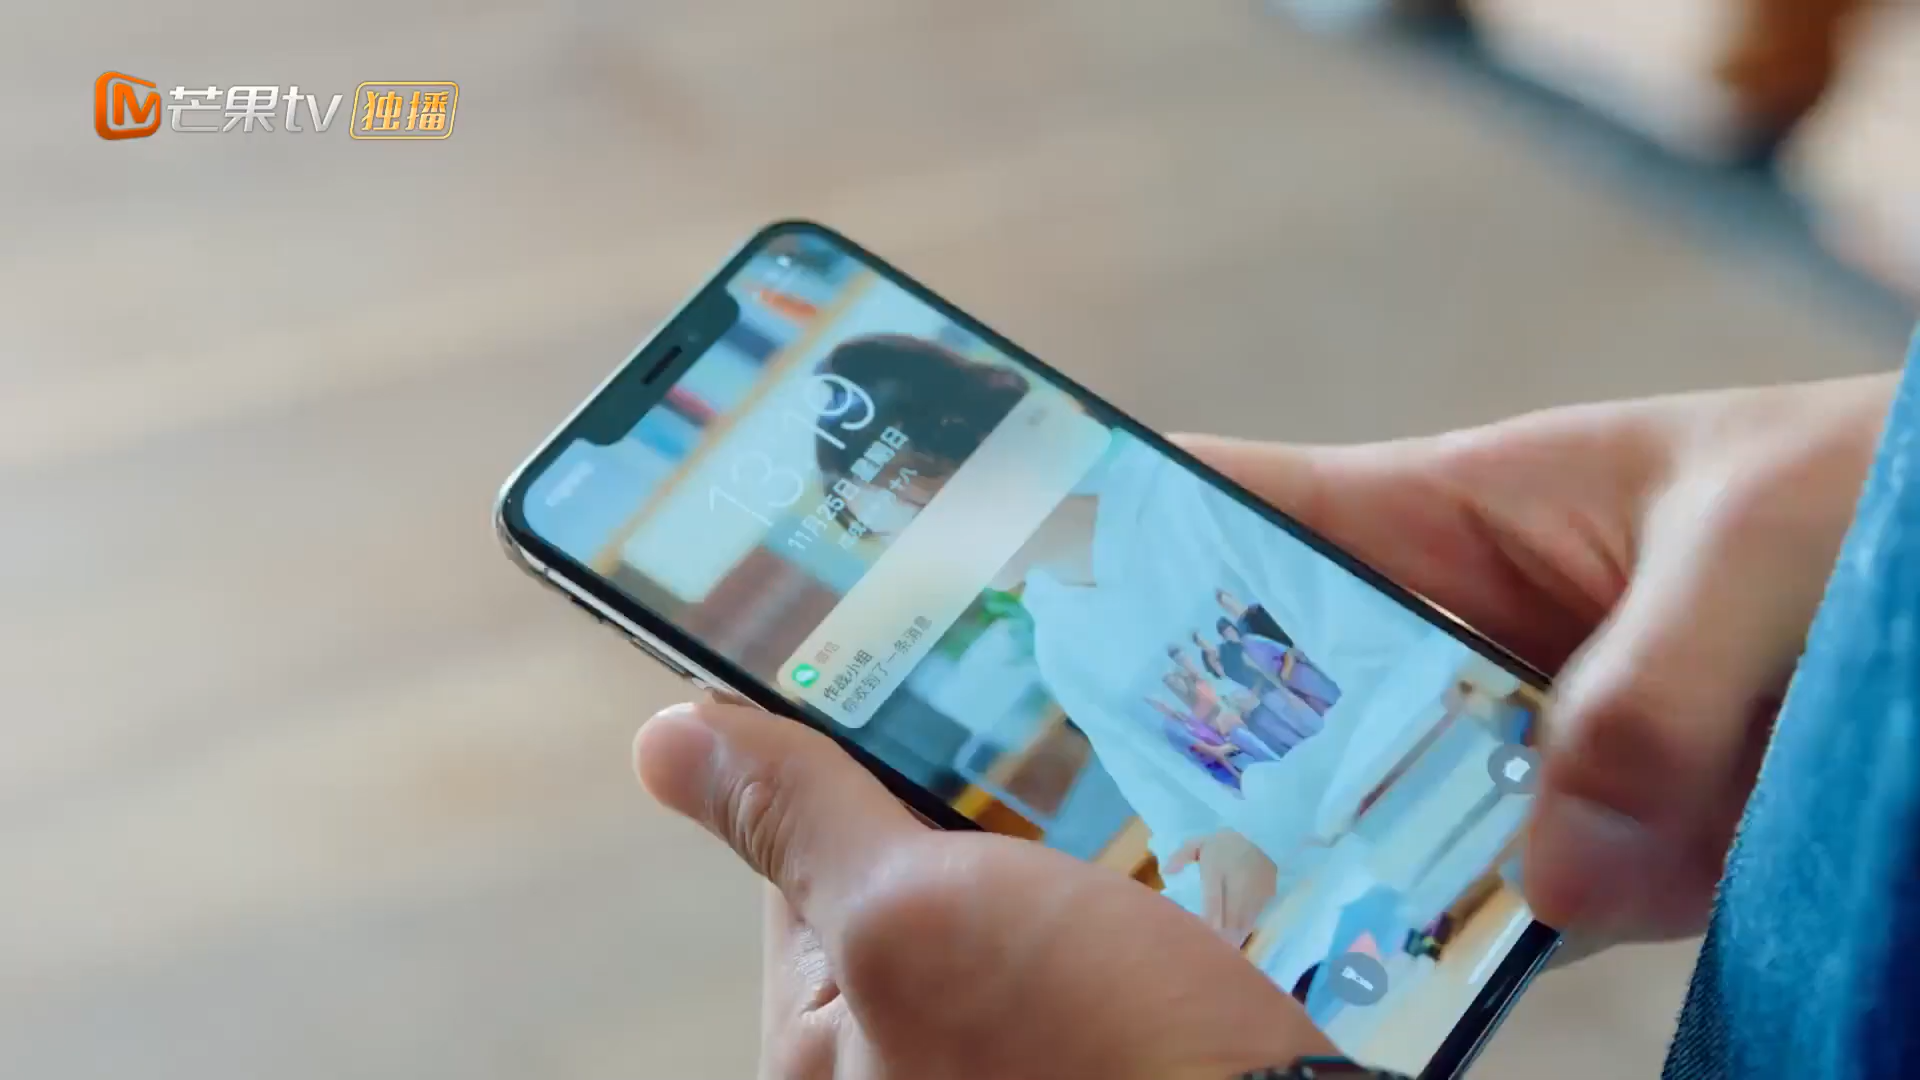 芒果tv 独播
13:19
11月25日 星期日
微信
作战小组
你收到了一条消息